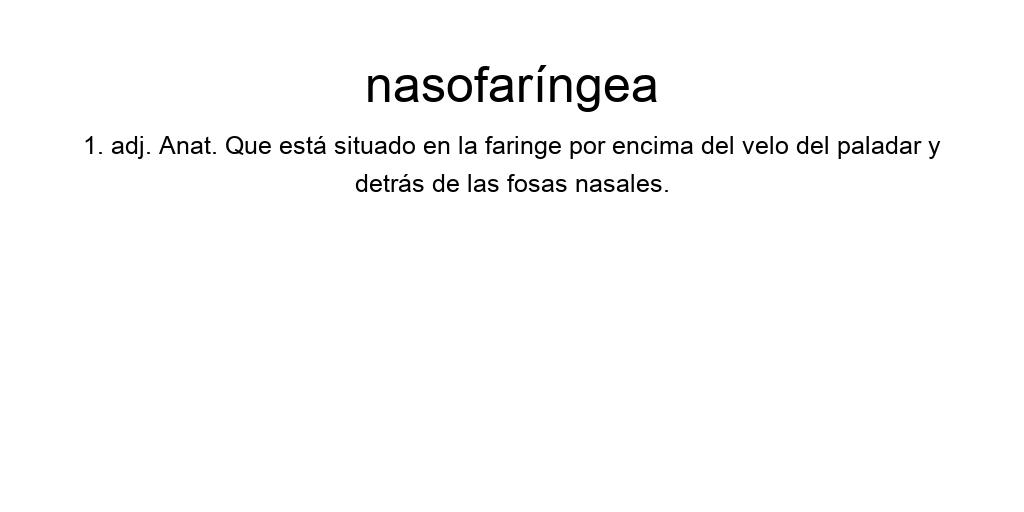 nasofaríngea
1. adj. Anat. Que está situado en la faringe por encima del velo del paladar y
detrás de las fosas nasales.